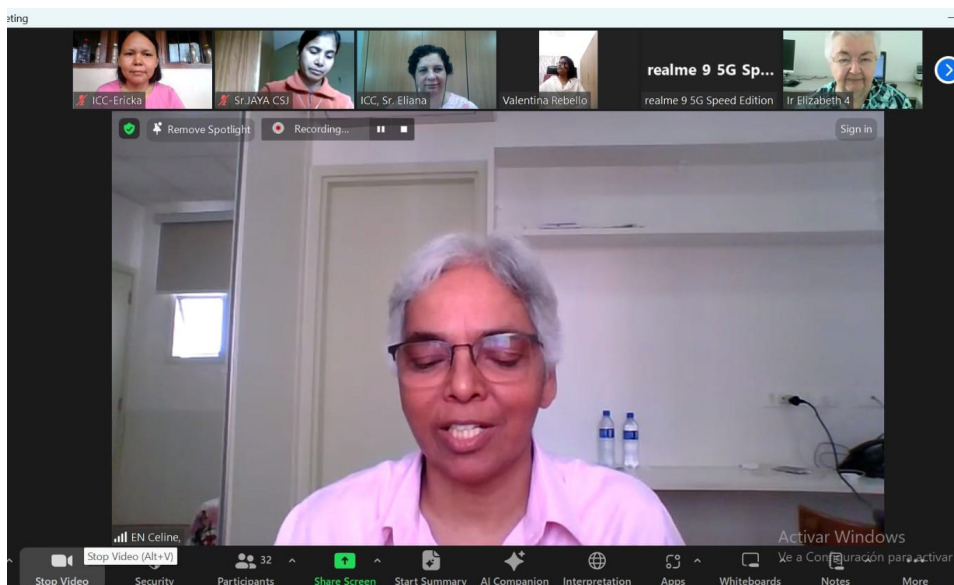 eting
ICC-Ericka
Sr.JAYA CSJ
ICC, Sr. Eliana
Valentina Rebello
realme 9 5G Sp...
realme 9 5G Speed Edition
Ir Elizabeth 4
Remove Spotlight
Recording...
Sign in
EN Celine,
Activar Windows
Ve a Configuración para activar
Stop Video (Alt+V)
32
Stop Video
Security
Participants
Share Screen
Start Summary
AI Companion
Interpretation
Apps
Whiteboards
Notes
More